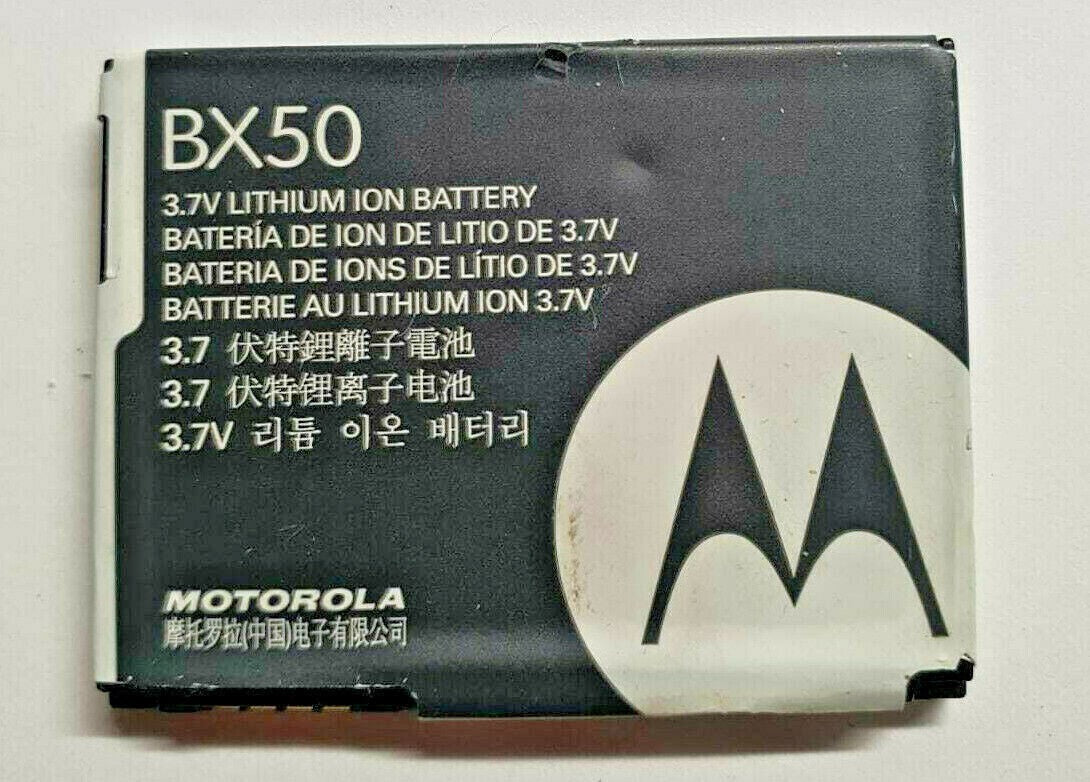 BX50
3.7V LITHIUM ION BATTERY
BATERÍA DE ION DE LITIO DE 3.7V
BATERIA DE IONS DE LÍTIO DE 3.7V
BATTERIE AU LITHIUM ION 3.7V
3.7 伏特鋰離子電池
3.7 伏特锂离子电池
3.7V 리튬 이온 배터리
MOTOROLA
摩托罗拉(中国)电子有限公司